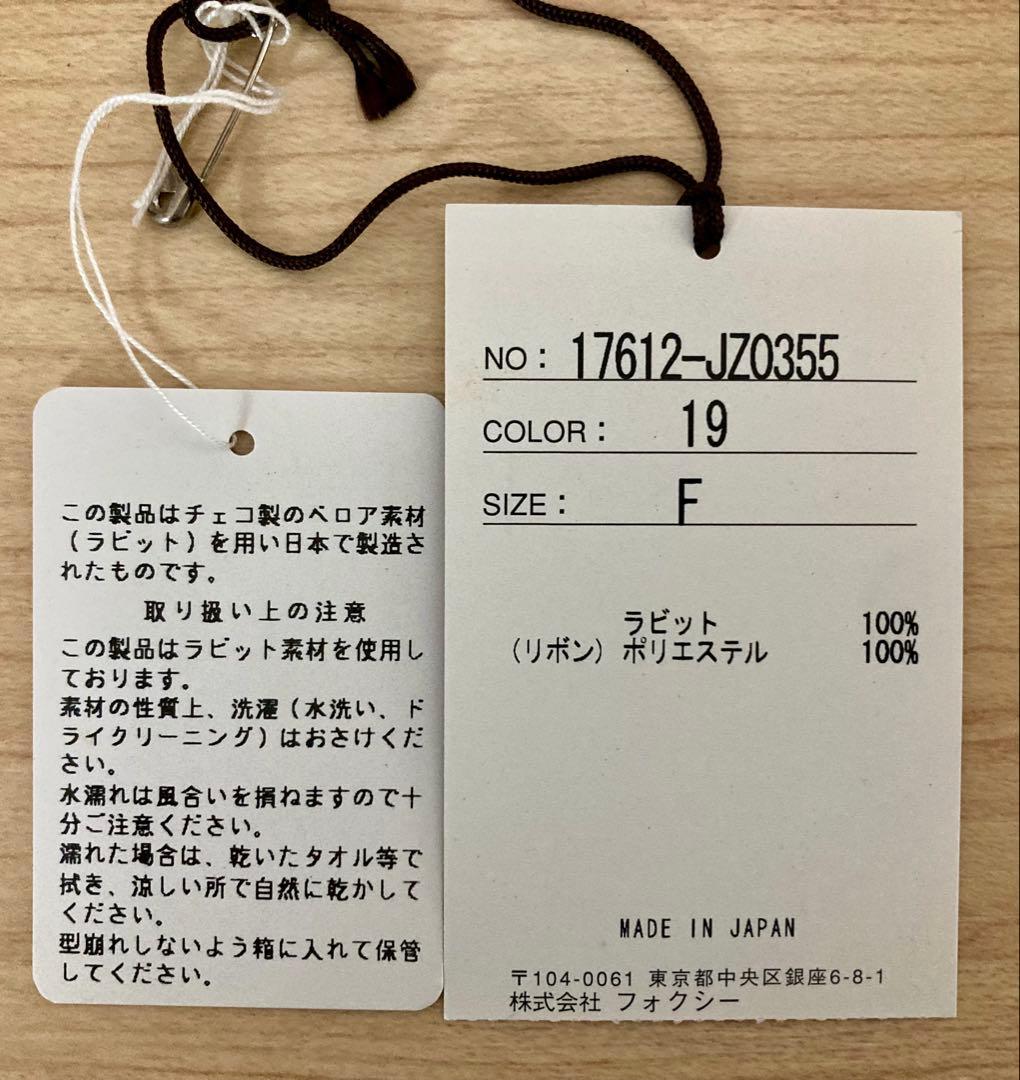 この製品はチェコ製のベロア素材
（ラビット）を用い日本で製造さ
れたものです。
取り扱い上の注意
この製品はラビット素材を使用し
ております。
素材の性質上、洗濯（水洗い、ド
ライクリーニング）はおさけくだ
さい。
水濡れは風合いを損ねますので十
分ご注意ください。
濡れた場合は、乾いたタオル等で
拭き、涼しい所で自然に乾かして
ください。
型崩れしないよう箱に入れて保管
してください。
NO： 17612-JZ0355
COLOR： 19
SIZE： F
ラビット 100%
（リボン）ポリエステル 100%
MADE IN JAPAN
〒104-0061 東京都中央区銀座6-8-1
株式会社 フォクシー